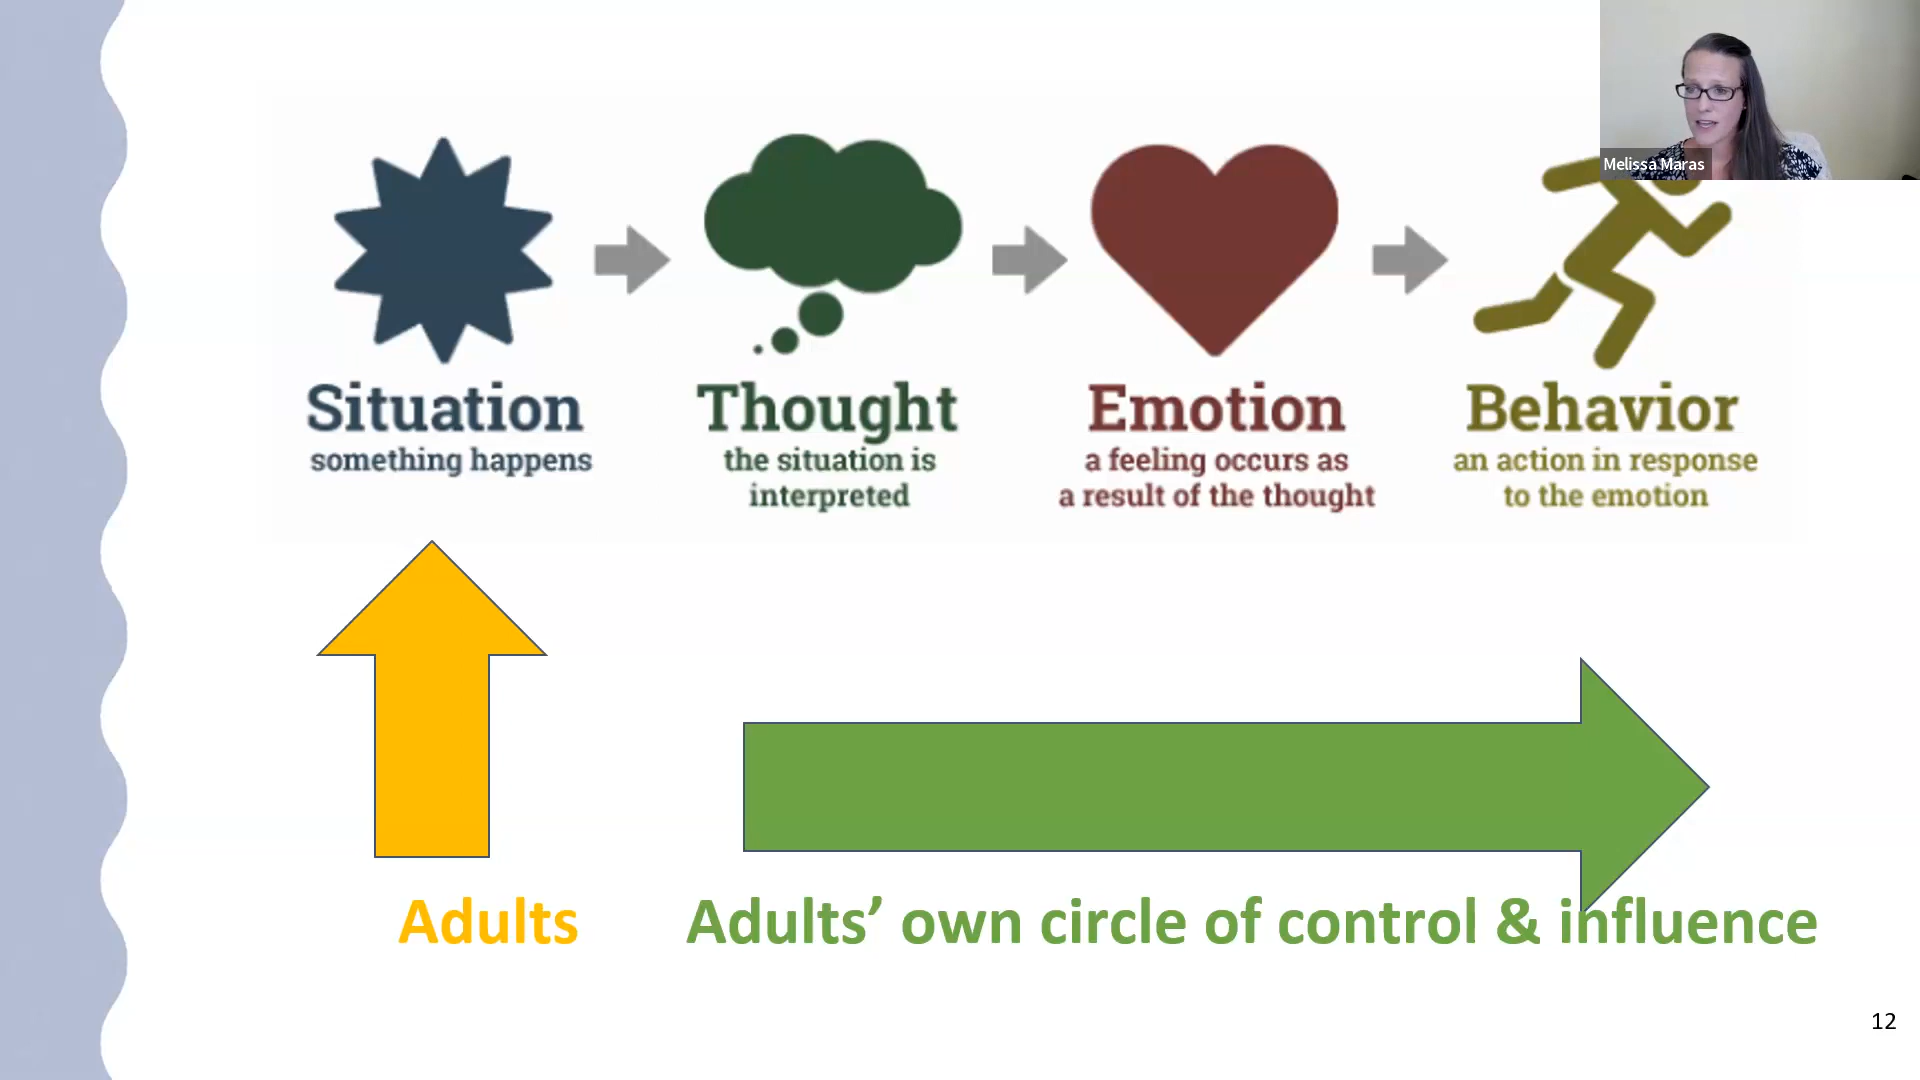 Melissa Maras
Situation
something happens
Thought
the situation is
interpreted
Emotion
a feeling occurs as
a result of the thought
Behavior
an action in response
to the emotion
Adults
Adults’ own circle of control & influence
12